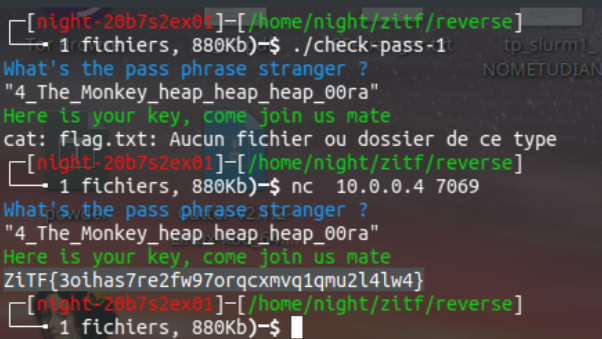 ┌─[night-20b7s2ex01]─[/home/night/zitf/reverse]
└──╼ 1 fichiers, 880Kb)─$ ./check-pass-1
What's the pass phrase stranger ?
"4_The_Monkey_heap_heap_heap_00ra"
Here is your key, come join us mate
cat: flag.txt: Aucun fichier ou dossier de ce type
┌─[night-20b7s2ex01]─[/home/night/zitf/reverse]
└──╼ 1 fichiers, 880Kb)─$ nc  10.0.0.4 7069
What's the pass phrase stranger ?
"4_The_Monkey_heap_heap_heap_00ra"
Here is your key, come join us mate
ZiTF{3oihas7re2fw97orqcxmvq1qmu2l4lw4}
┌─[night-20b7s2ex01]─[/home/night/zitf/reverse]
└──╼ 1 fichiers, 880Kb)─$
tp_slurm1_
NOMETUDIAN